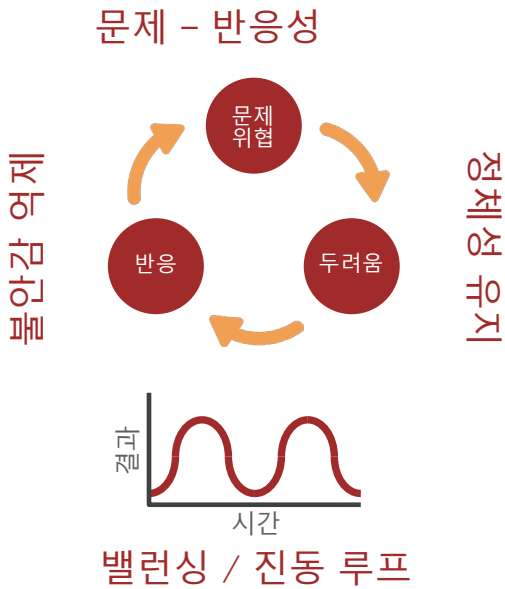 문제 – 반응성
문제
위협
불안감 억제
정체성 유지
반응
두려움
결과
시간
밸런싱 / 진동 루프